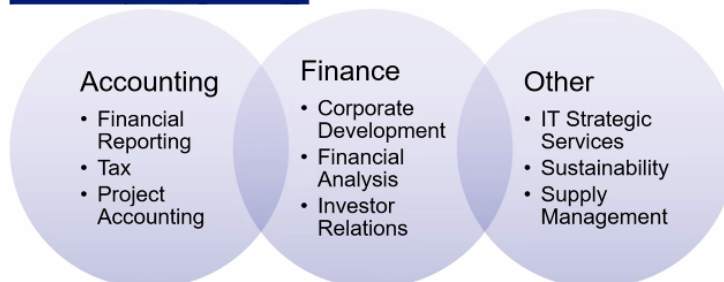 Accounting
• Financial
Reporting
• Tax
• Project
Accounting
Finance
• Corporate
Development
• Financial
Analysis
• Investor
Relations
Other
• IT Strategic
Services
• Sustainability
• Supply
Management